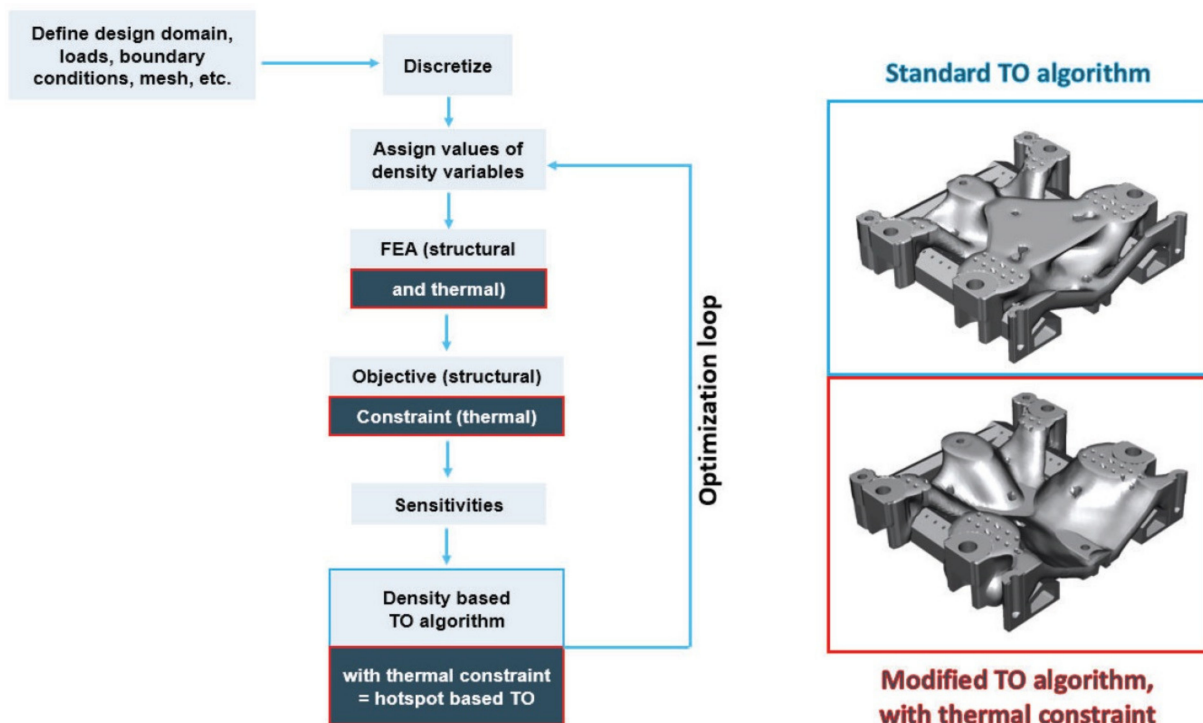 Define design domain,
loads, boundary
conditions, mesh, etc.
Discretize
Assign values of
density variables
FEA (structural
and thermal)
Objective (structural)
Constraint (thermal)
Sensitivities
Density based
TO algorithm
with thermal constraint
= hotspot based TO
Optimization loop
Standard TO algorithm
Modified TO algorithm,
with thermal constraint